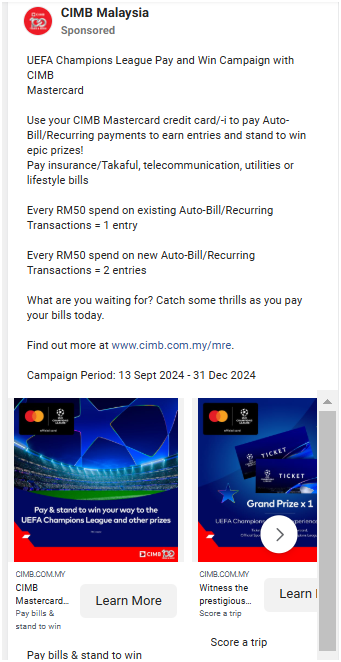 CIMB Malaysia
Sponsored
UEFA Champions League Pay and Win Campaign with
CIMB
Mastercard
Use your CIMB Mastercard credit card/-i to pay Auto-
Bill/Recurring payments to earn entries and stand to win
epic prizes!
Pay insurance/Takaful, telecommunication, utilities or
lifestyle bills
Every RM50 spend on existing Auto-Bill/Recurring
Transactions = 1 entry
Every RM50 spend on new Auto-Bill/Recurring
Transactions = 2 entries
What are you waiting for? Catch some thrills as you pay
your bills today.
Find out more at www.cimb.com.my/mre.
Campaign Period: 13 Sept 2024 - 31 Dec 2024
Pay & stand to win your way to the
UEFA Champions League and other prizes
CIMB 100
TICKET
TICKET
Grand Prize x 1
UEFA Champions
CIMB.COM.MY
CIMB
Mastercard...
Pay bills &
stand to win
Learn More
CIMB.COM.MY
Witness the
prestigious...
Score a trip
Learn
Pay bills & stand to win
Score a trip